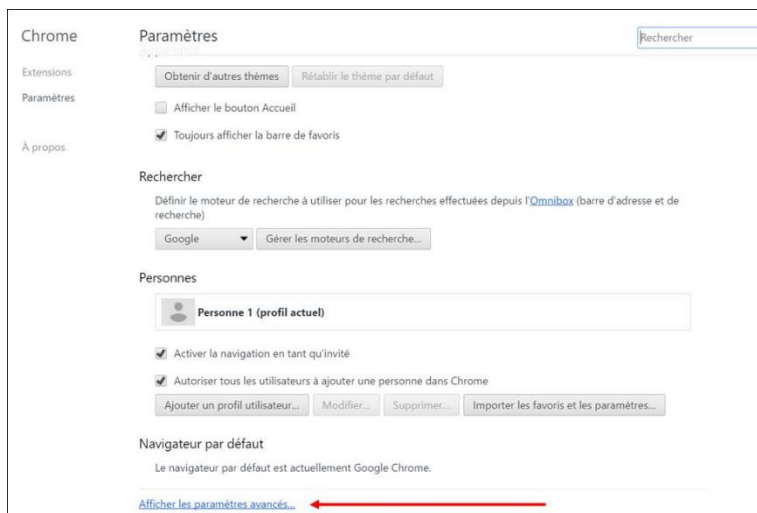 Chrome
Paramètres
Rechercher
Extensions
Paramètres
À propos
Obtenir d'autres thèmes
Rétablir le thème par défaut
Afficher le bouton Accueil
Toujours afficher la barre de favoris
Rechercher
Définir le moteur de recherche à utiliser pour les recherches effectuées depuis l'Omnibox (barre d'adresse et de
recherche)
Google
Gérer les moteurs de recherche...
Personnes
Personne 1 (profil actuel)
Activer la navigation en tant qu'invité
Autoriser tous les utilisateurs à ajouter une personne dans Chrome
Ajouter un profil utilisateur...
Modifier...
Supprimer...
Importer les favoris et les paramètres...
Navigateur par défaut
Le navigateur par défaut est actuellement Google Chrome.
Afficher les paramètres avancés...